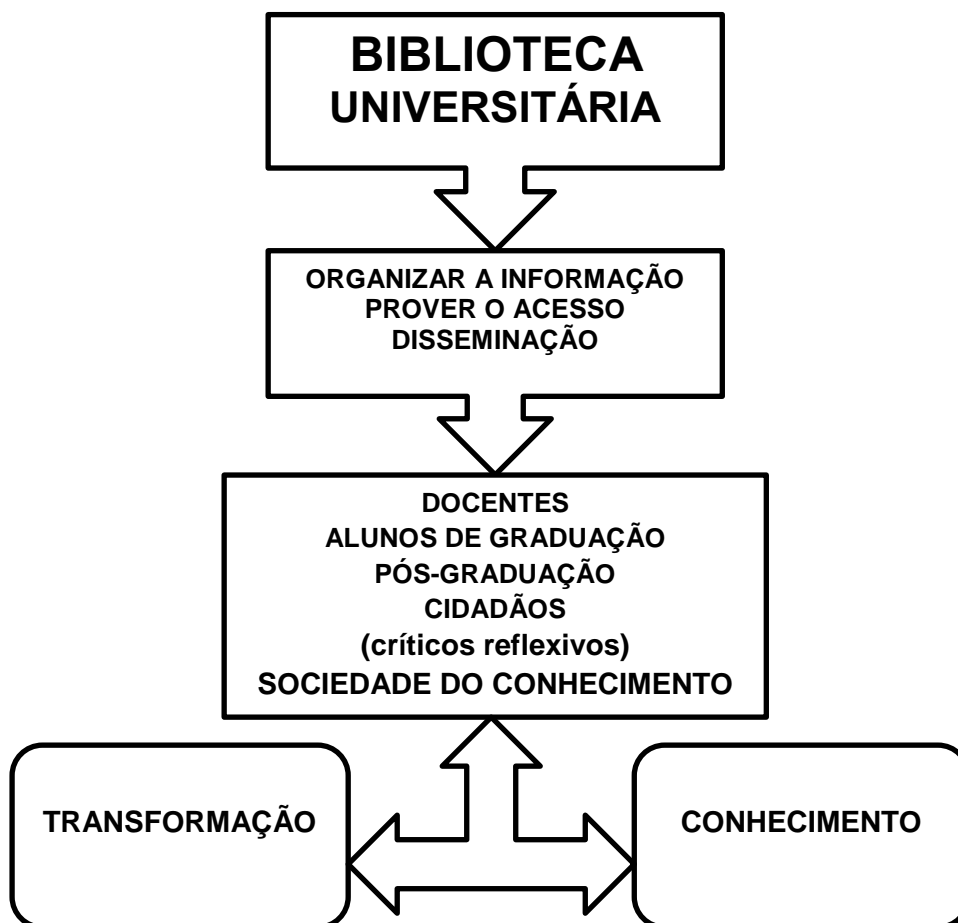 BIBLIOTECA
UNIVERSITÁRIA
ORGANIZAR A INFORMAÇÃO
PROVER O ACESSO
DISSEMINAÇÃO
DOCENTES
ALUNOS DE GRADUAÇÃO
PÓS-GRADUAÇÃO
CIDADÃOS
(críticos reflexivos)
SOCIEDADE DO CONHECIMENTO
TRANSFORMAÇÃO
CONHECIMENTO